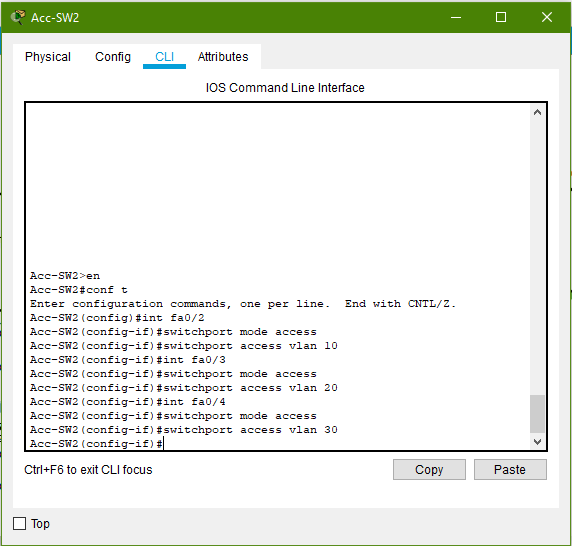 Acc-SW2
Physical Config CLI Attributes
IOS Command Line Interface
Acc-SW2>en
Acc-SW2#conf t
Enter configuration commands, one per line.  End with CNTL/Z.
Acc-SW2(config)#int fa0/2
Acc-SW2(config-if)#switchport mode access
Acc-SW2(config-if)#switchport access vlan 10
Acc-SW2(config-if)#int fa0/3
Acc-SW2(config-if)#switchport mode access
Acc-SW2(config-if)#switchport access vlan 20
Acc-SW2(config-if)#int fa0/4
Acc-SW2(config-if)#switchport mode access
Acc-SW2(config-if)#switchport access vlan 30
Acc-SW2(config-if)#
Ctrl+F6 to exit CLI focus Copy Paste
Top